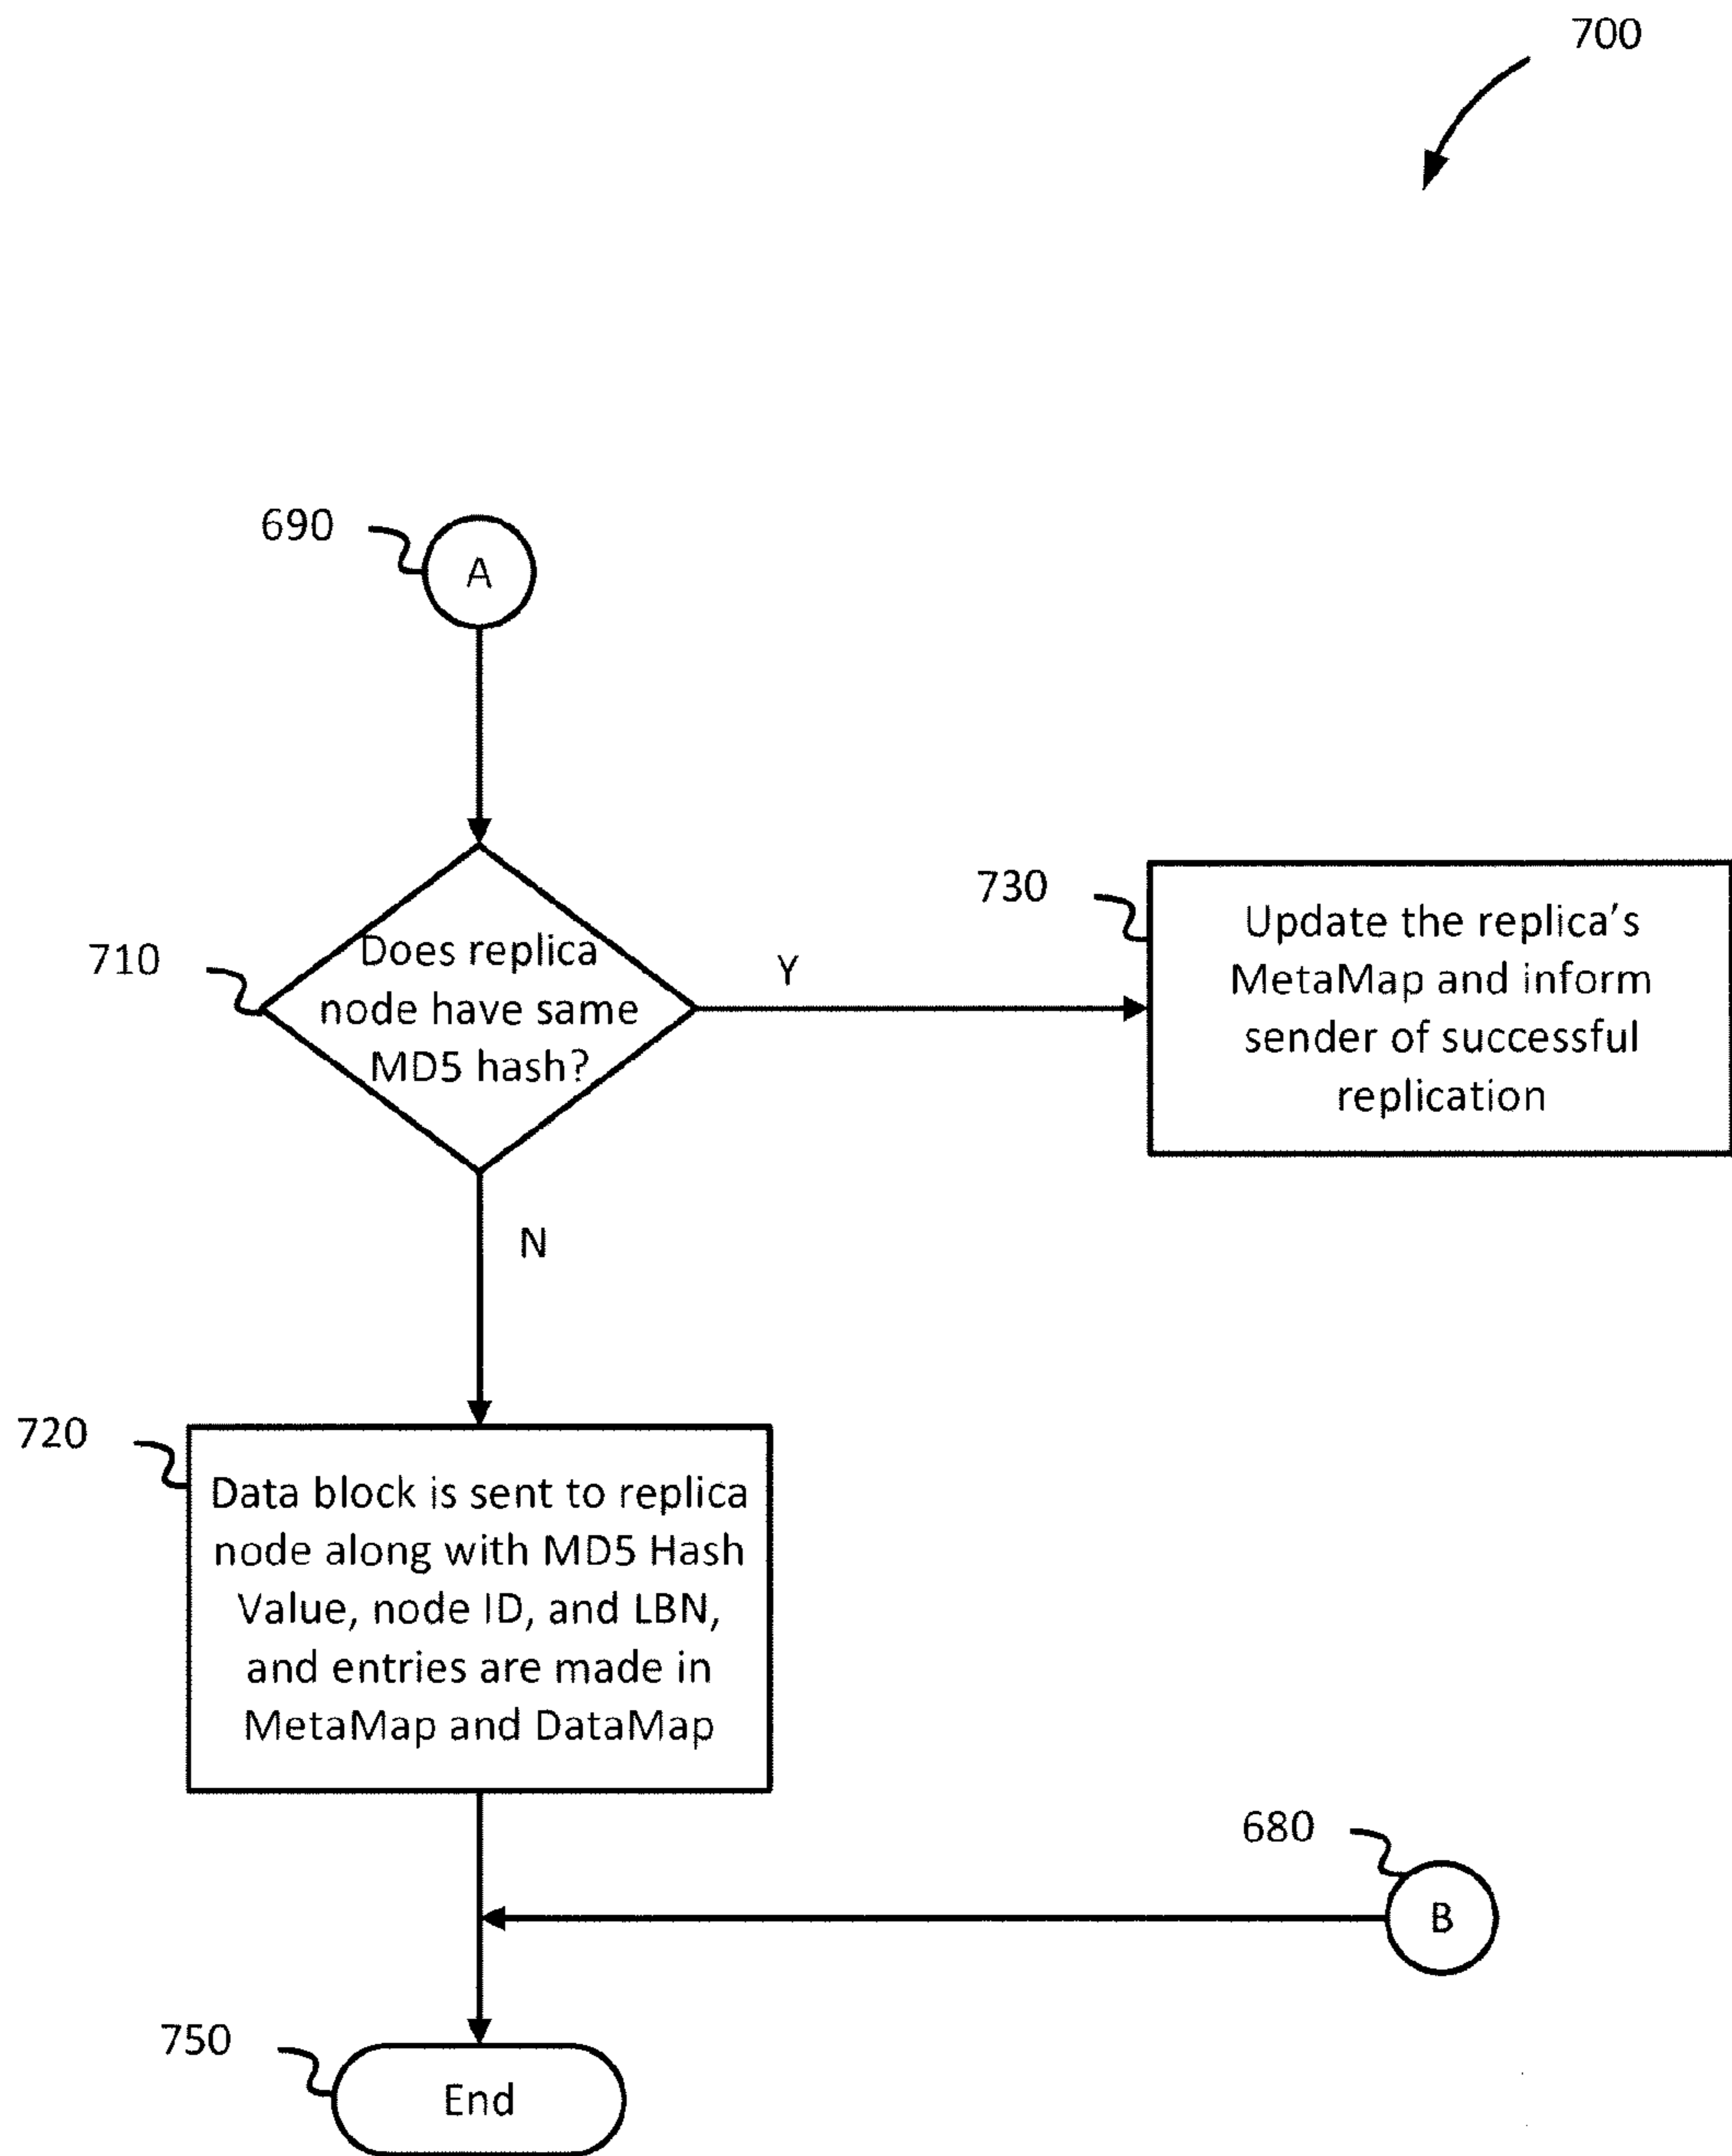 700
690
A
710
Does replica
node have same
MD5 hash?
Y
730
Update the replica's
MetaMap and inform
sender of successful
replication
N
720
Data block is sent to replica
node along with MD5 Hash
Value, node ID, and LBN,
and entries are made in
MetaMap and DataMap
680
B
750
End